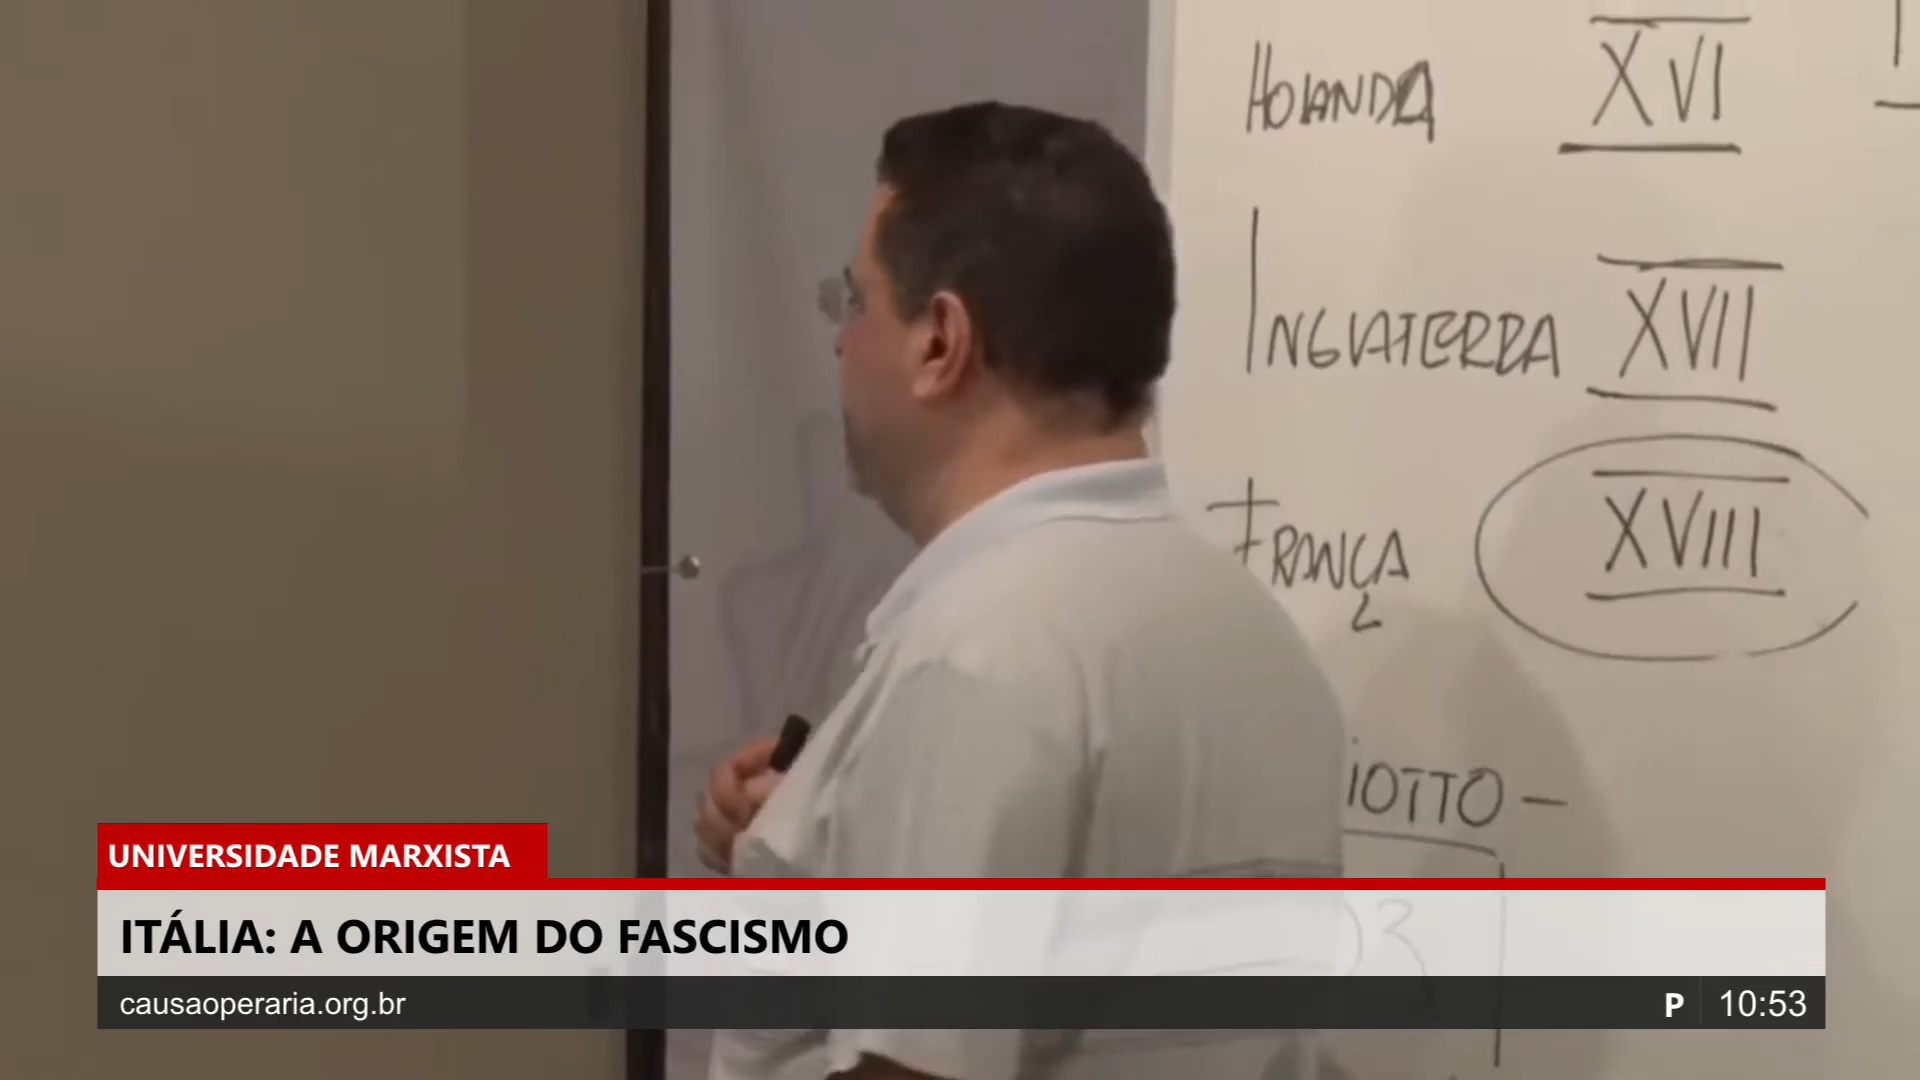 HOLANDA XVI
INGLATERRA XVII
FRANÇA XVIII
IOTTO –
UNIVERSIDADE MARXISTA
ITÁLIA: A ORIGEM DO FASCISMO
causaoperaria.org.br
P 10:53